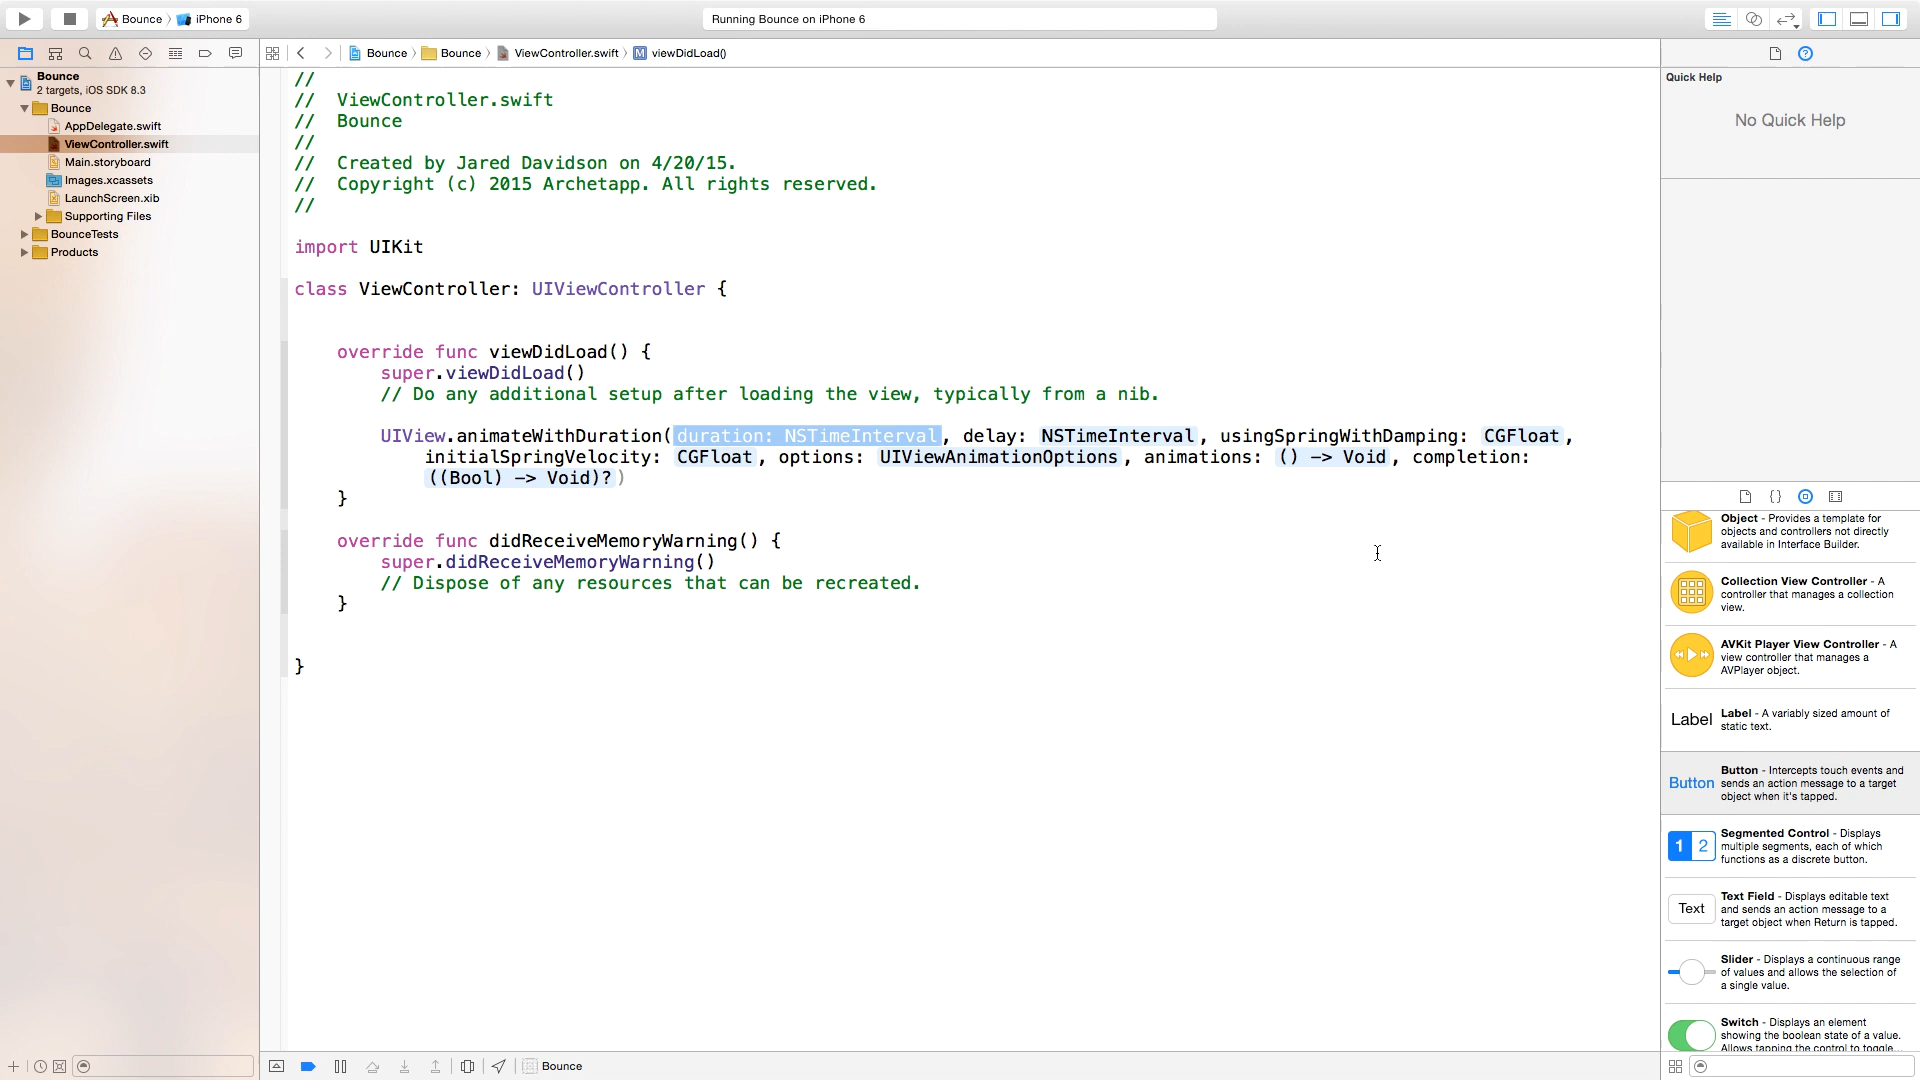 Bounce
iPhone 6
Running Bounce on iPhone 6
Bounce
Bounce
ViewController.swift
M
viewDidLoad()
Bounce
2 targets, iOS SDK 8.3
Bounce
AppDelegate.swift
ViewController.swift
Main.storyboard
Images.xcassets
LaunchScreen.xib
Supporting Files
BounceTests
Products
//
//  ViewController.swift
//  Bounce
//
//  Created by Jared Davidson on 4/20/15.
//  Copyright (c) 2015 Archetapp. All rights reserved.
//
import UIKit
class ViewController: UIViewController {
override func viewDidLoad() {
super.viewDidLoad()
// Do any additional setup after loading the view, typically from a nib.
UIView.animateWithDuration(duration: NSTimeInterval, delay: NSTimeInterval, usingSpringWithDamping: CGFloat,
initialSpringVelocity: CGFloat, options: UIViewAnimationOptions, animations: () -> Void, completion:
((Bool) -> Void)?)
}
override func didReceiveMemoryWarning() {
super.didReceiveMemoryWarning()
// Dispose of any resources that can be recreated.
}
}
Bounce
Quick Help
No Quick Help
{}
Object - Provides a template for
objects and controllers not directly
available in Interface Builder.
Collection View Controller - A
controller that manages a collection
view.
AVKit Player View Controller - A
view controller that manages a
AVPlayer object.
Label
Label - A variably sized amount of
static text.
Button
Button - Intercepts touch events and
sends an action message to a target
object when it's tapped.
1 2
Segmented Control - Displays
multiple segments, each of which
functions as a discrete button.
Text
Text Field - Displays editable text
and sends an action message to a
target object when Return is tapped.
Slider - Displays a continuous range
of values and allows the selection of
a single value.
Switch - Displays an element
showing the boolean state of a value.
Allows tapping the control to toggle...